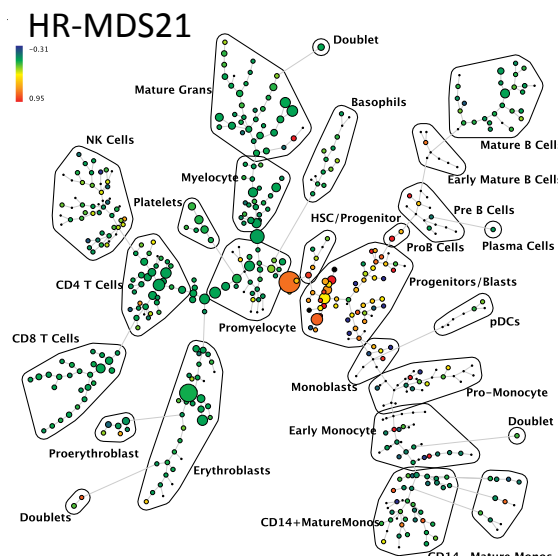 HR-MDS21
-0.31
0.95
Doublet
Mature Grans
Basophils
Mature B Cell
NK Cells
Early Mature B Cell
Myelocyte
Platelets
HSC/Progenitor
Pre B Cells
ProB Cells
Plasma Cells
CD4 T Cells
Progenitors/Blasts
Promyelocyte
pDCs
CD8 T Cells
Monoblasts
Pro-Monocyte
Doublet
Early Monocyte
Proerythroblast
Erythroblasts
Doublets
CD14+MatureMonos